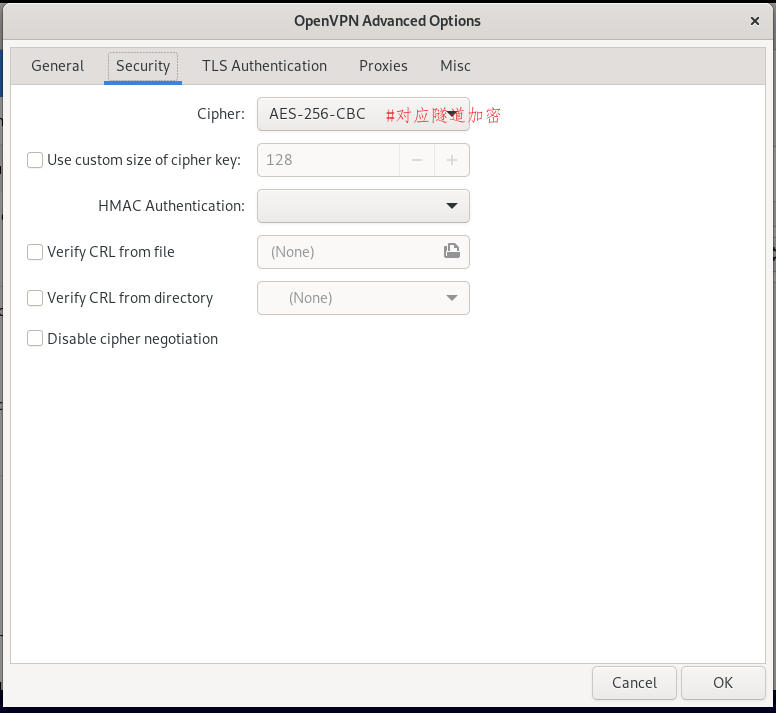 OpenVPN Advanced Options
General Security TLS Authentication Proxies Misc
Cipher: AES-256-CBC #对应隧道加密
Use custom size of cipher key: 128
HMAC Authentication:
Verify CRL from file (None)
Verify CRL from directory (None)
Disable cipher negotiation
Cancel OK